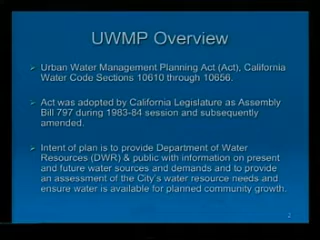 UWMP Overview
Urban Water Management Planning Act (Act), California
Water Code Sections 10610 through 10656.
Act was adopted by California Legislature as Assembly
Bill 797 during 1983-84 session and subsequently
amended.
Intent of plan is to provide Department of Water
Resources (DWR) & public with information on present
and future water sources and demands and to provide
an assessment of the City's water resource needs and
ensure water is available for planned community growth.
2